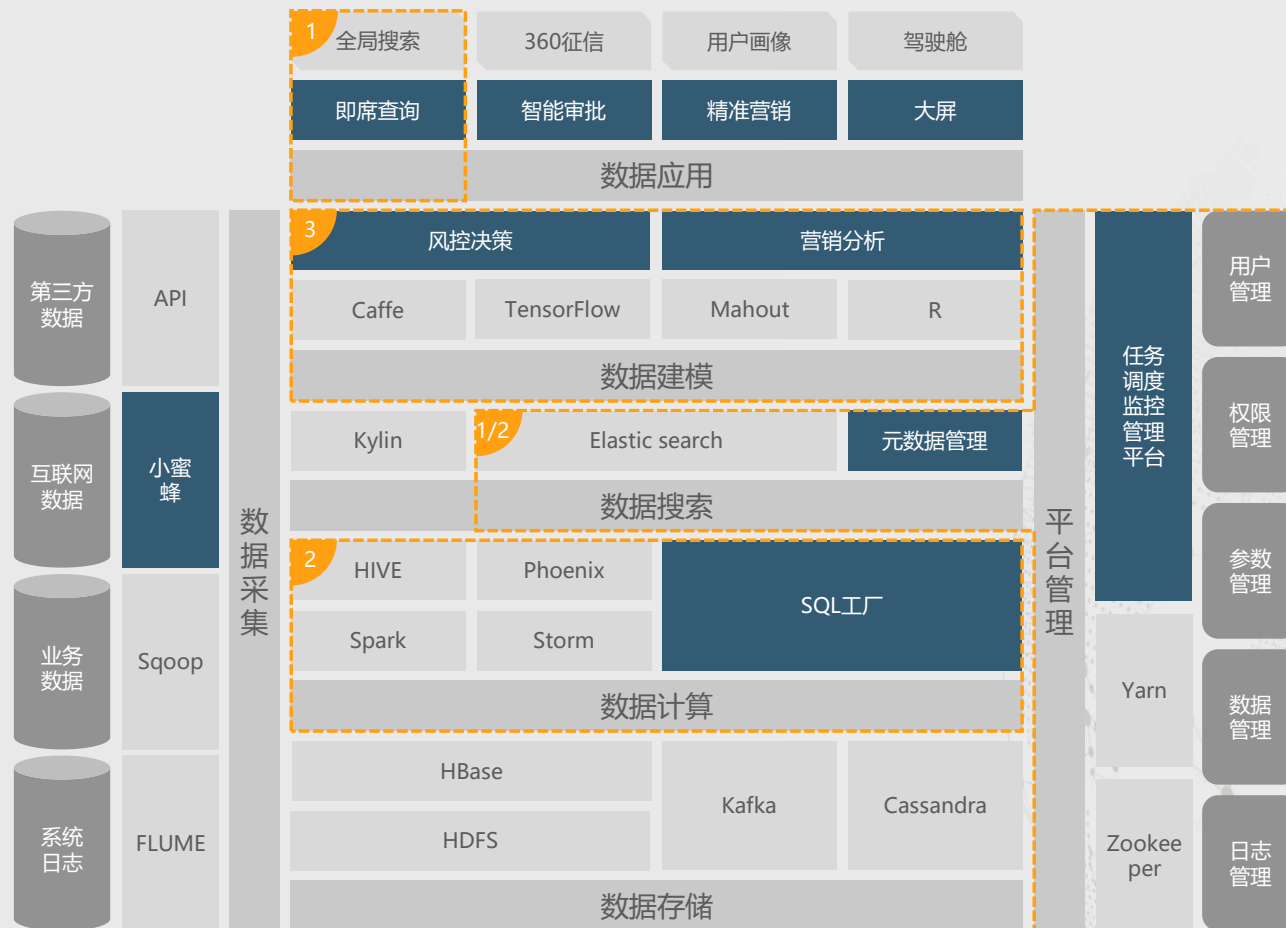 1
全局搜索
360征信
用户画像
驾驶舱
即席查询
智能审批
精准营销
大屏
数据应用
第三方
数据
API
互联网
数据
小蜜
蜂
业务
数据
Sqoop
系统
日志
FLUME
数
据
采
集
3
风控决策
营销分析
Caffe
TensorFlow
Mahout
R
数据建模
Kylin
1/2
Elastic search
元数据管理
数据搜索
2
HIVE
Phoenix
SQL工厂
Spark
Storm
数据计算
HBase
HDFS
Kafka
Cassandra
数据存储
平
台
管
理
任务
调度
监控
管理
平台
Yarn
Zookee
per
用户
管理
权限
管理
参数
管理
数据
管理
日志
管理